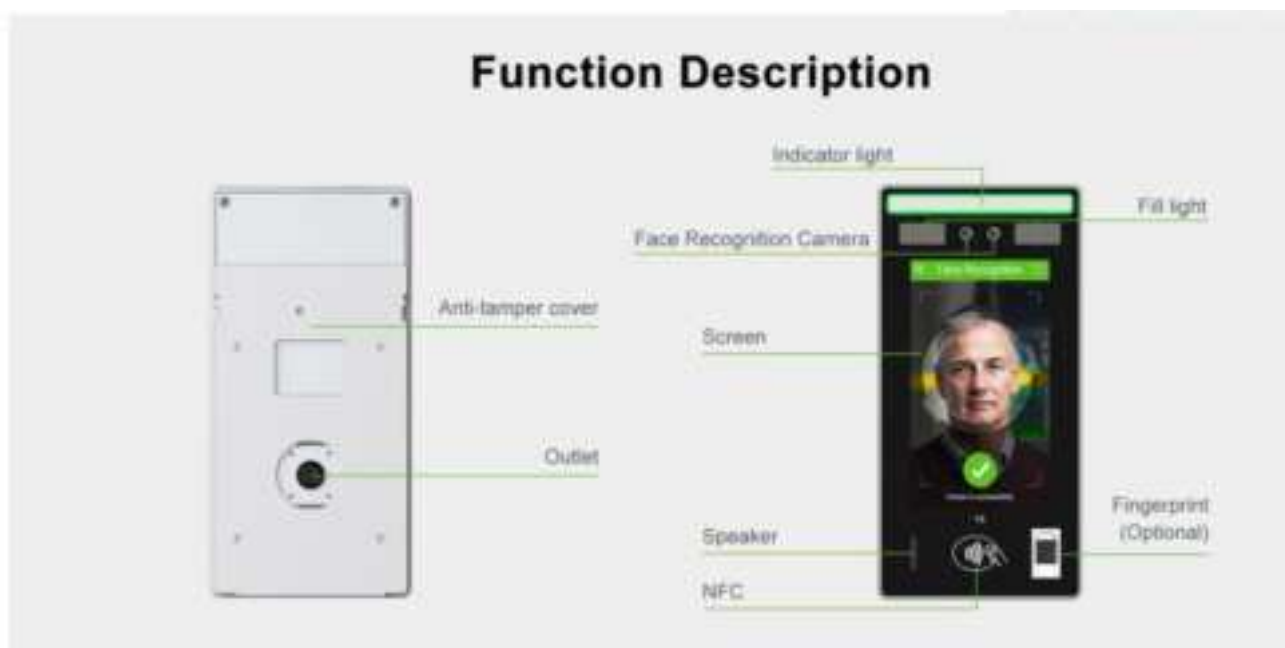 Function Description
Indicator light
Fill light
Face Recognition Camera
Anti-tamper cover
Screen
Outlet
Fingerprint
(Optional)
Speaker
NFC